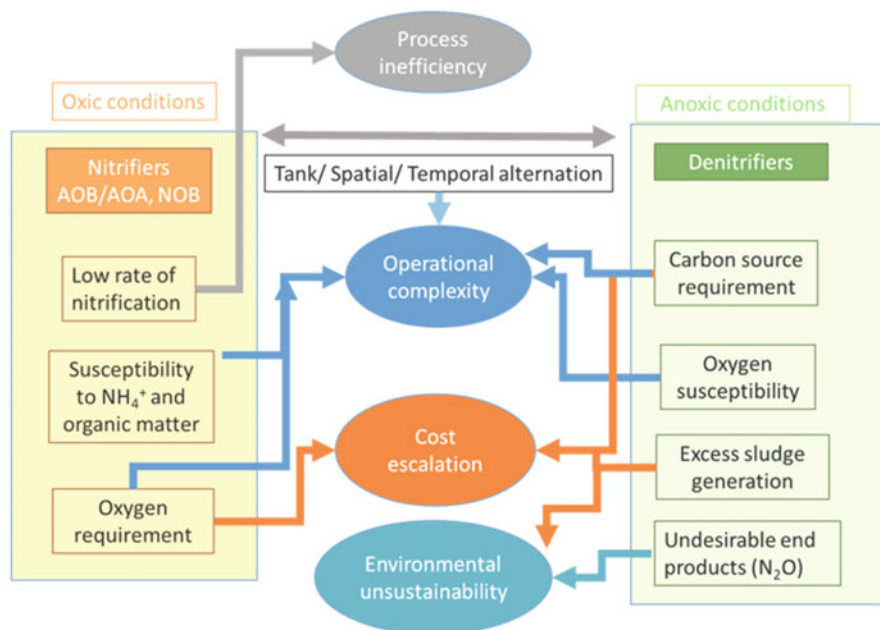 Process
inefficiency
Oxic conditions
Anoxic conditions
Nitrifiers
AOB/AOA, NOB
Tank/ Spatial/ Temporal alternation
Denitrifiers
Low rate of
nitrification
Operational
complexity
Carbon source
requirement
Susceptibility
to NH₄⁺ and
organic matter
Oxygen
susceptibility
Cost
escalation
Excess sludge
generation
Oxygen
requirement
Environmental
unsustainability
Undesirable end
products (N₂O)